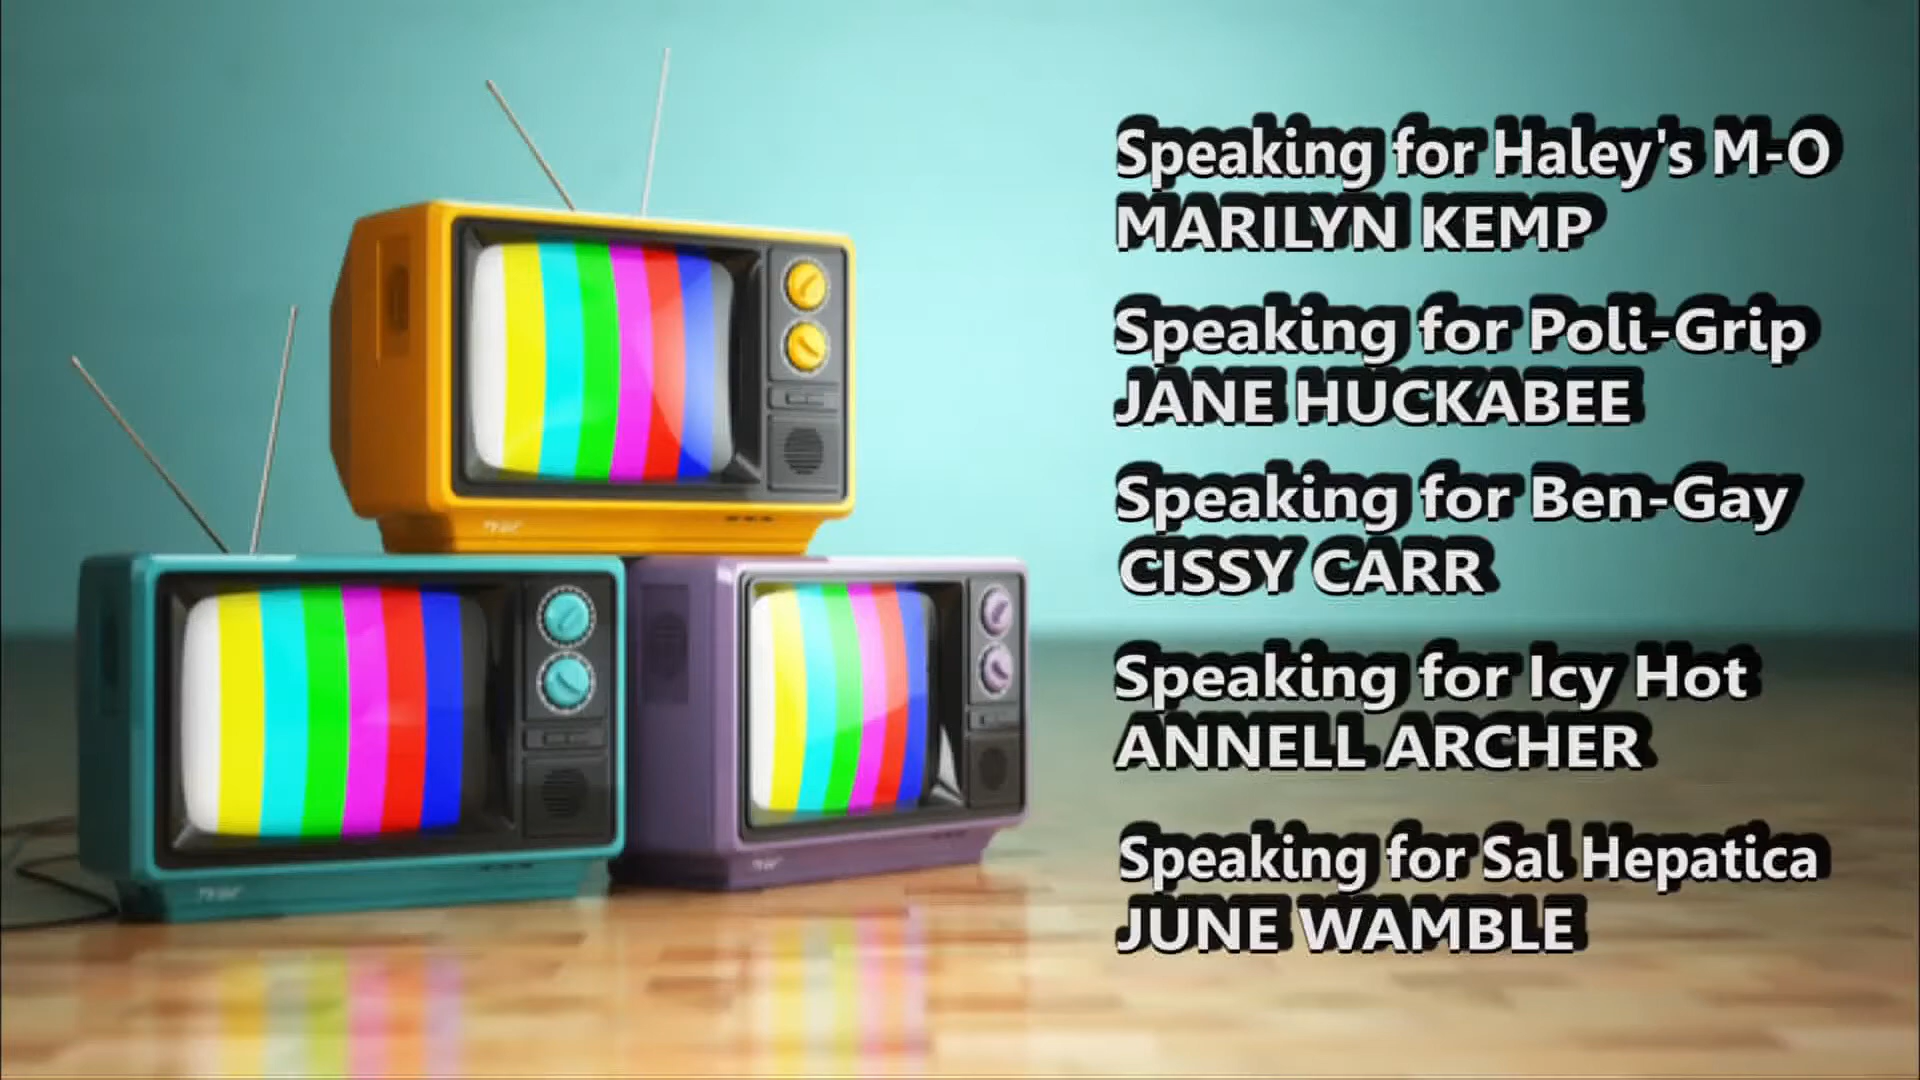 Speaking for Haley's M-O
MARILYN KEMP
Speaking for Poli-Grip
JANE HUCKABEE
Speaking for Ben-Gay
CISSY CARR
Speaking for Icy Hot
ANNELL ARCHER
Speaking for Sal Hepatica
JUNE WAMBLE